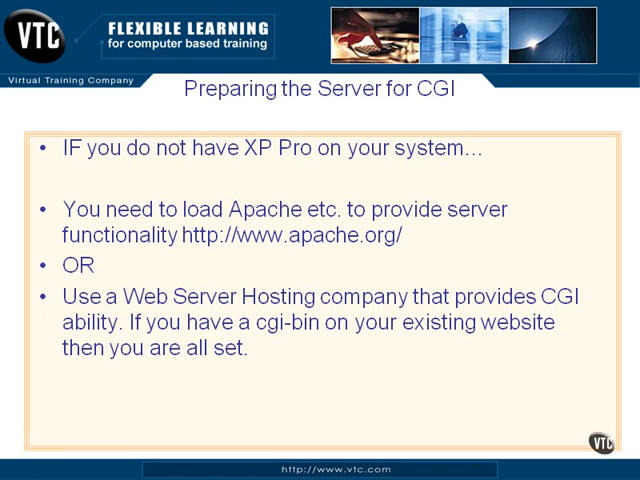 VTC
FLEXIBLE LEARNING
for computer based training
Virtual Training Company
Preparing the Server for CGI
• IF you do not have XP Pro on your system...
• You need to load Apache etc. to provide server
functionality http://www.apache.org/
• OR
• Use a Web Server Hosting company that provides CGI
ability. If you have a cgi-bin on your existing website
then you are all set.
VTC
http://www.vtc.com